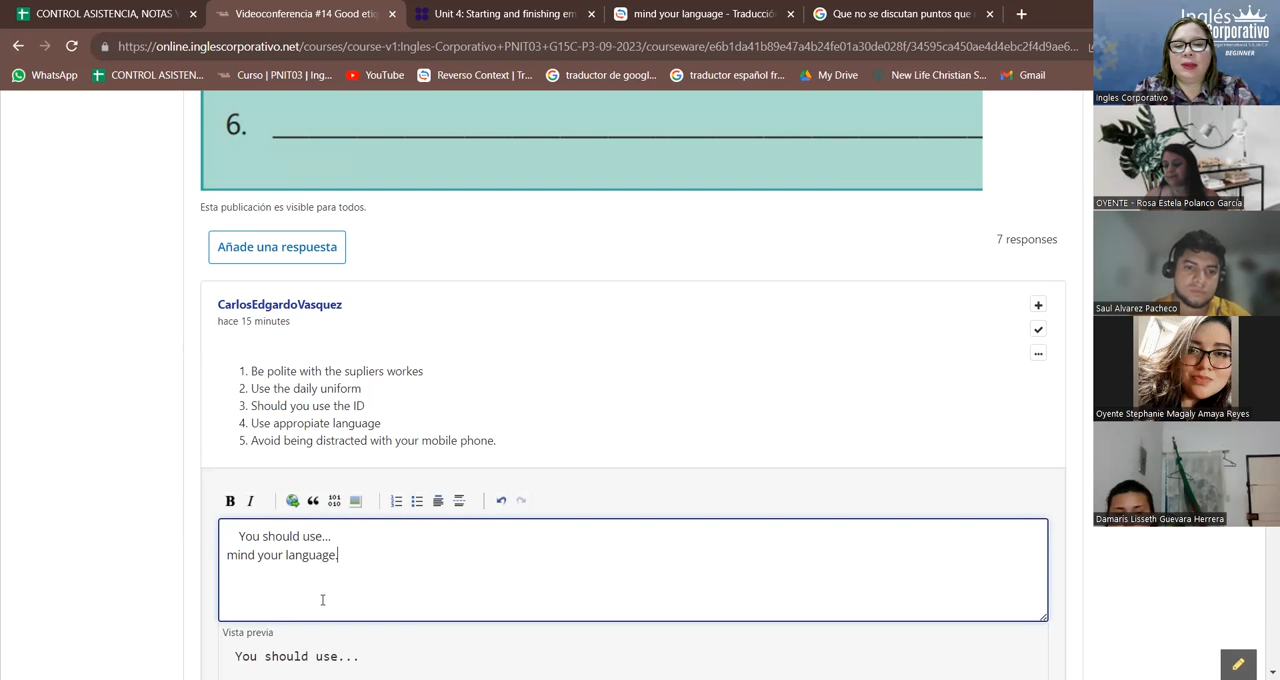 CONTROL ASISTENCIA, NOTAS Y
Videoconferencia #14 Good etiq
Unit 4: Starting and finishing em
mind your language - Traducció
Que no se discutan puntos que
https://online.inglescorporativo.net/courses/course-v1:Ingles-Corporativo+PNIT03+G15C-P3-09-2023/courseware/e6b1da41b89e47a4b24fe01a30de028f/34595ca450ae4d4ebc2f4d9ae6...
WhatsApp
CONTROL ASISTEN...
Curso | PNIT03 | Ing...
YouTube
Reverso Context | Tr...
traductor de googl...
traductor español fr...
My Drive
New Life Christian S...
Gmail
6.
Esta publicación es visible para todos.
Añade una respuesta
7 responses
CarlosEdgardoVasquez
hace 15 minutes
1. Be polite with the supliers workes
2. Use the daily uniform
3. Should you use the ID
4. Use appropiate language
5. Avoid being distracted with your mobile phone.
B I
101
010
You should use...
mind your language.
Vista previa
You should use...
Inglés
Corporativo
BEGINNER
Ingles Corporativo
OYENTE - Rosa Estela Polanco García
Saul Alvarez Pacheco
Oyente Stephanie Magaly Amaya Reyes
Damaris Lisseth Guevara Herrera